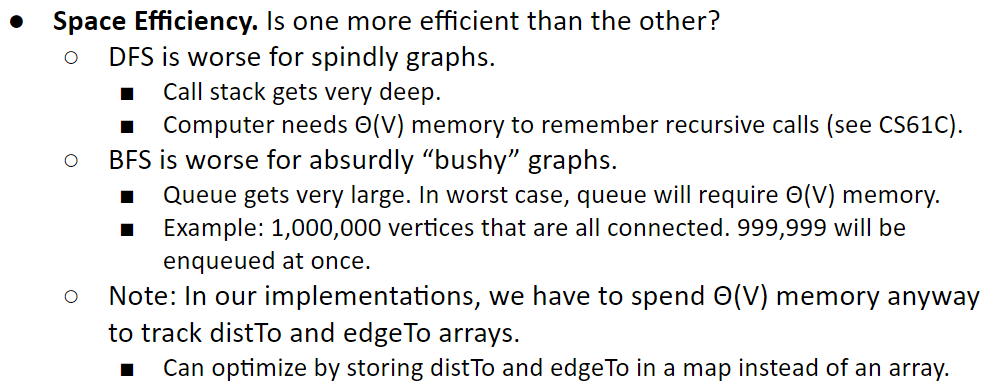 ● Space Efficiency. Is one more efficient than the other?
○ DFS is worse for spindly graphs.
■ Call stack gets very deep.
■ Computer needs Θ(V) memory to remember recursive calls (see CS61C).
○ BFS is worse for absurdly “bushy” graphs.
■ Queue gets very large. In worst case, queue will require Θ(V) memory.
■ Example: 1,000,000 vertices that are all connected. 999,999 will be
enqueued at once.
○ Note: In our implementations, we have to spend Θ(V) memory anyway
to track distTo and edgeTo arrays.
■ Can optimize by storing distTo and edgeTo in a map instead of an array.